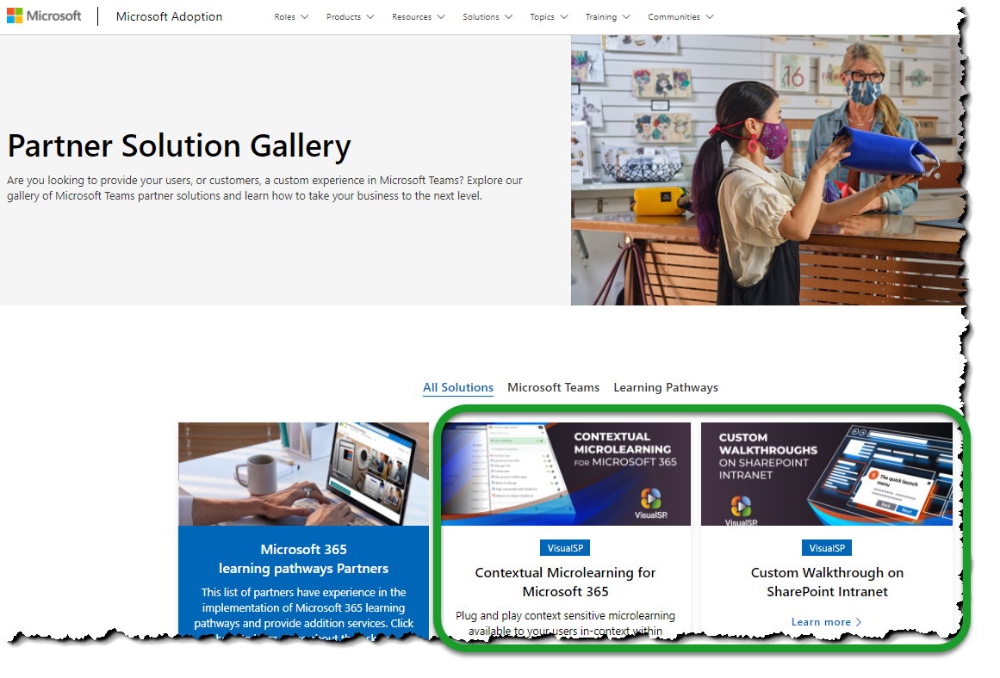 Microsoft
Microsoft Adoption
Roles
Products
Resources
Solutions
Topics
Training
Communities
Partner Solution Gallery
Are you looking to provide your users, or customers, a custom experience in Microsoft Teams? Explore our
gallery of Microsoft Teams partner solutions and learn how to take your business to the next level.
16
All Solutions
Microsoft Teams
Learning Pathways
Microsoft 365
learning pathways Partners
This list of partners have experience in the
implementation of Microsoft 365 learning
pathways and provide addition services. Click
CONTEXTUAL
MICROLEARNING
FOR MICROSOFT 365
VisualSP
VisualSP
Contextual Microlearning for
Microsoft 365
Plug and play context sensitive microlearning
available to your users in-context within
CUSTOM
WALKTHROUGHS
ON SHAREPOINT
INTRANET
The quick launch
menu
Back
Next
VisualSP
VisualSP
Custom Walkthrough on
SharePoint Intranet
Learn more